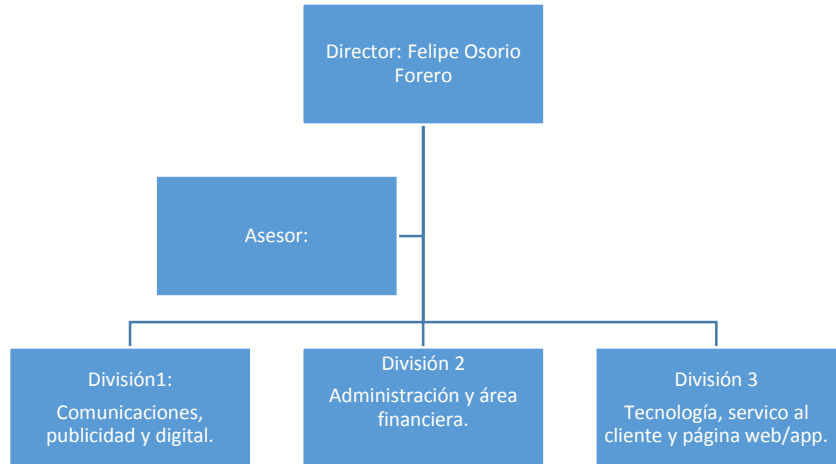 Director: Felipe Osorio
Forero
Asesor:
División1:
Comunicaciones,
publicidad y digital.
División 2
Administración y área
financiera.
División 3
Tecnología, servico al
cliente y página web/app.